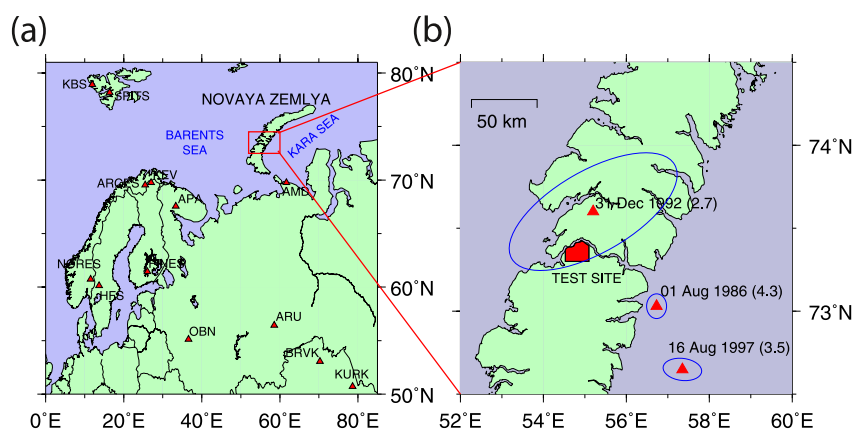 (a)
(b)
80°N
70°N
60°N
50°N
0°E
20°E
40°E
60°E
80°E
KBS
SPITS
NOVAYA ZEMLYA
BARENTS
SEA
KARA SEA
KEV
ARCES
APA
AMD
NORES
HFS
FINES
OBN
ARU
BRVK
KURK
50 km
74°N
73°N
31 Dec 1992 (2.7)
TEST SITE
01 Aug 1986 (4.3)
16 Aug 1997 (3.5)
52°E
54°E
56°E
58°E
60°E